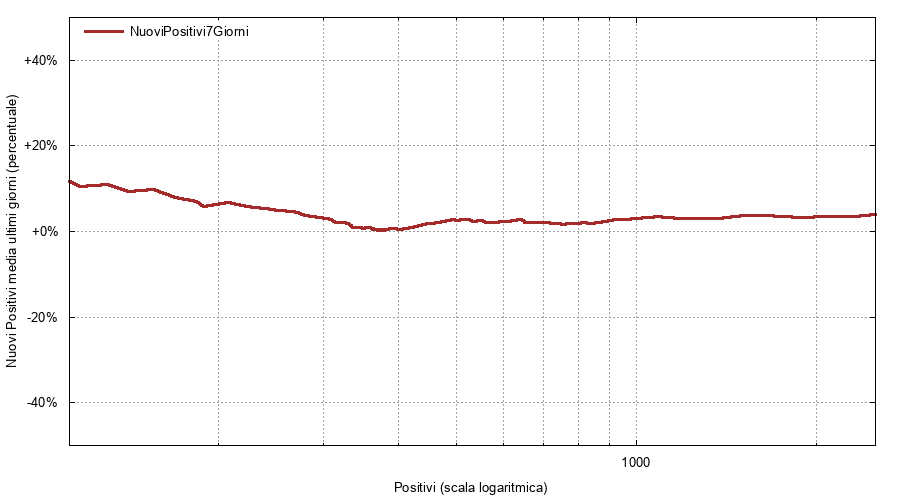 NuoviPositivi7Giorni
+40%
+20%
+0%
-20%
-40%
Nuovi Positivi media ultimi giorni (percentuale)
1000
Positivi (scala logaritmica)